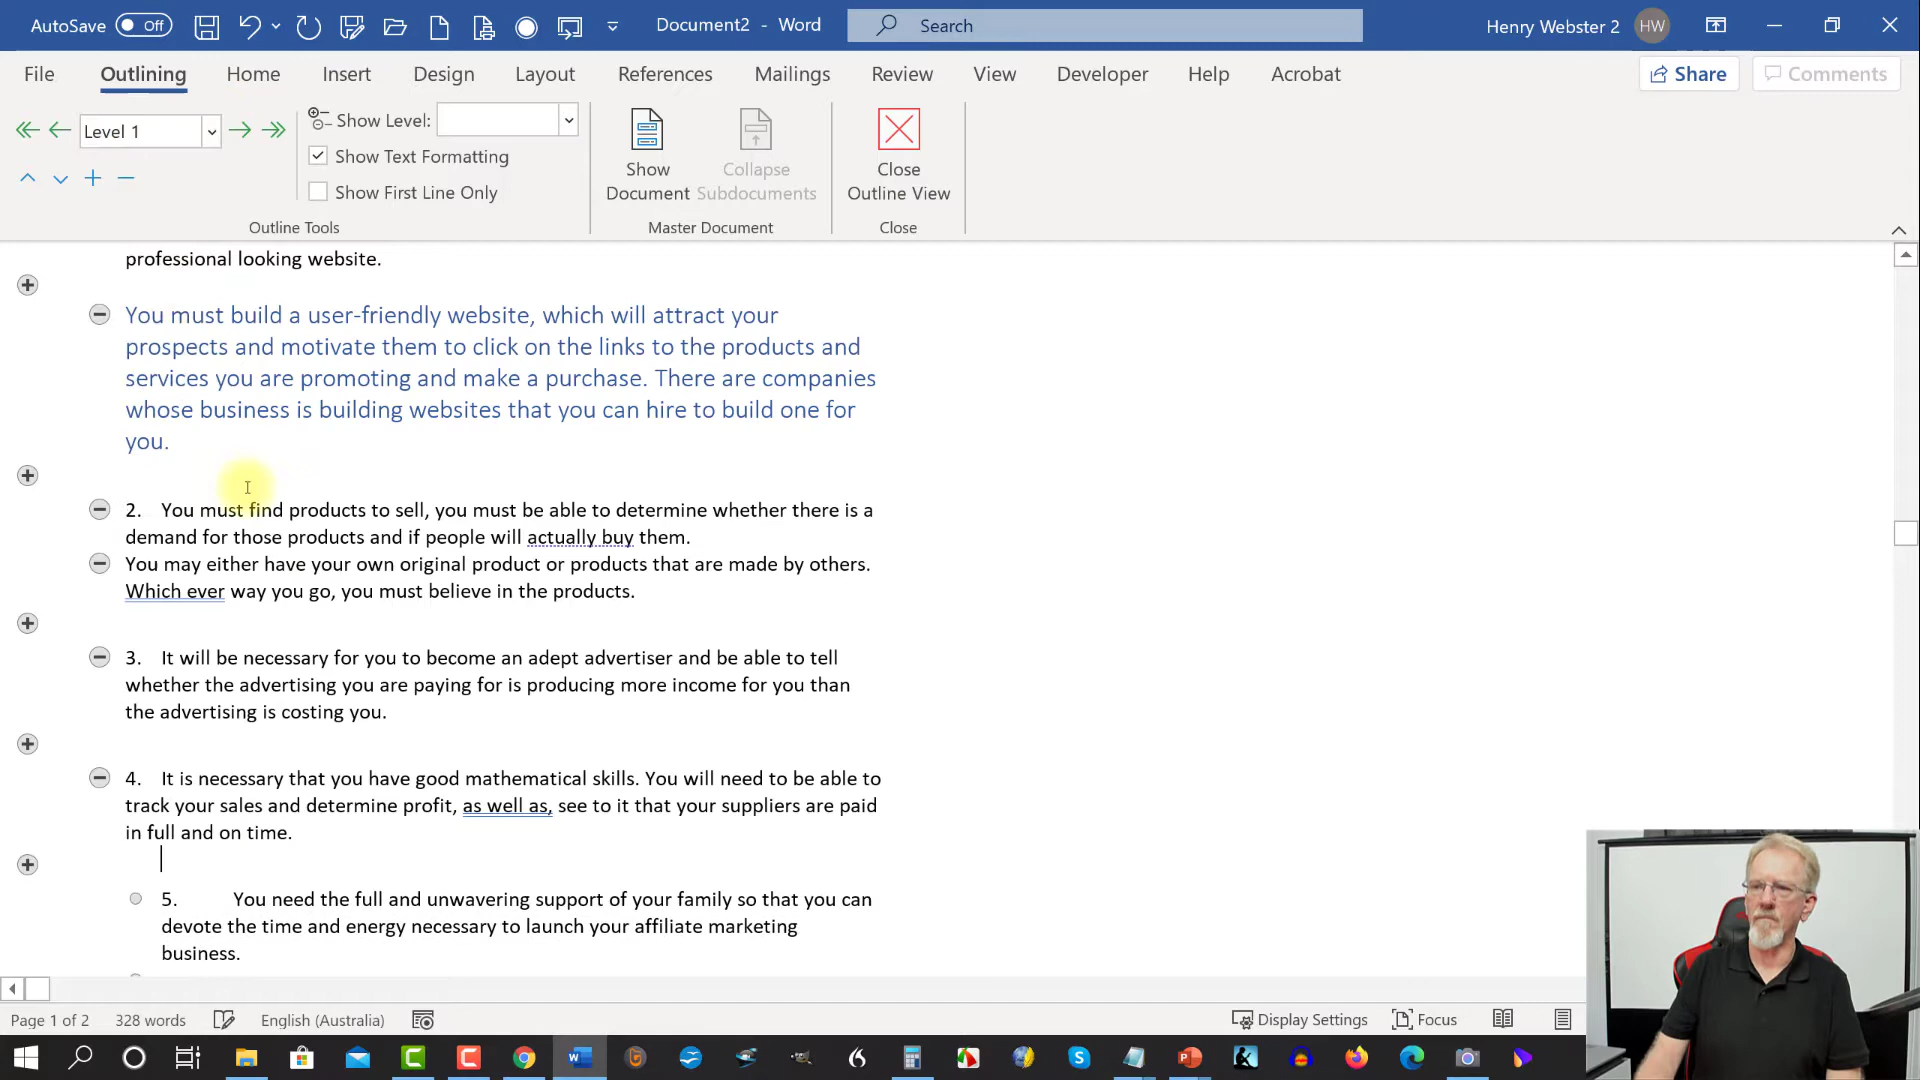 AutoSave Off Document2 - Word Search Henry Webster 2 HW
File Outlining Home Insert Design Layout References Mailings Review View Developer Help Acrobat Share Comments
Level 1 Show Level:
Show Text Formatting
Show First Line Only
Show Document
Collapse Subdocuments
Close Outline View
Outline Tools Master Document Close
professional looking website.
You must build a user-friendly website, which will attract your
prospects and motivate them to click on the links to the products and
services you are promoting and make a purchase. There are companies
whose business is building websites that you can hire to build one for
you.
2. You must find products to sell, you must be able to determine whether there is a
demand for those products and if people will actually buy them.
You may either have your own original product or products that are made by others.
Which ever way you go, you must believe in the products.
3. It will be necessary for you to become an adept advertiser and be able to tell
whether the advertising you are paying for is producing more income for you than
the advertising is costing you.
4. It is necessary that you have good mathematical skills. You will need to be able to
track your sales and determine profit, as well as, see to it that your suppliers are paid
in full and on time.
5. You need the full and unwavering support of your family so that you can
devote the time and energy necessary to launch your affiliate marketing
business.
Page 1 of 2 328 words English (Australia) Display Settings Focus